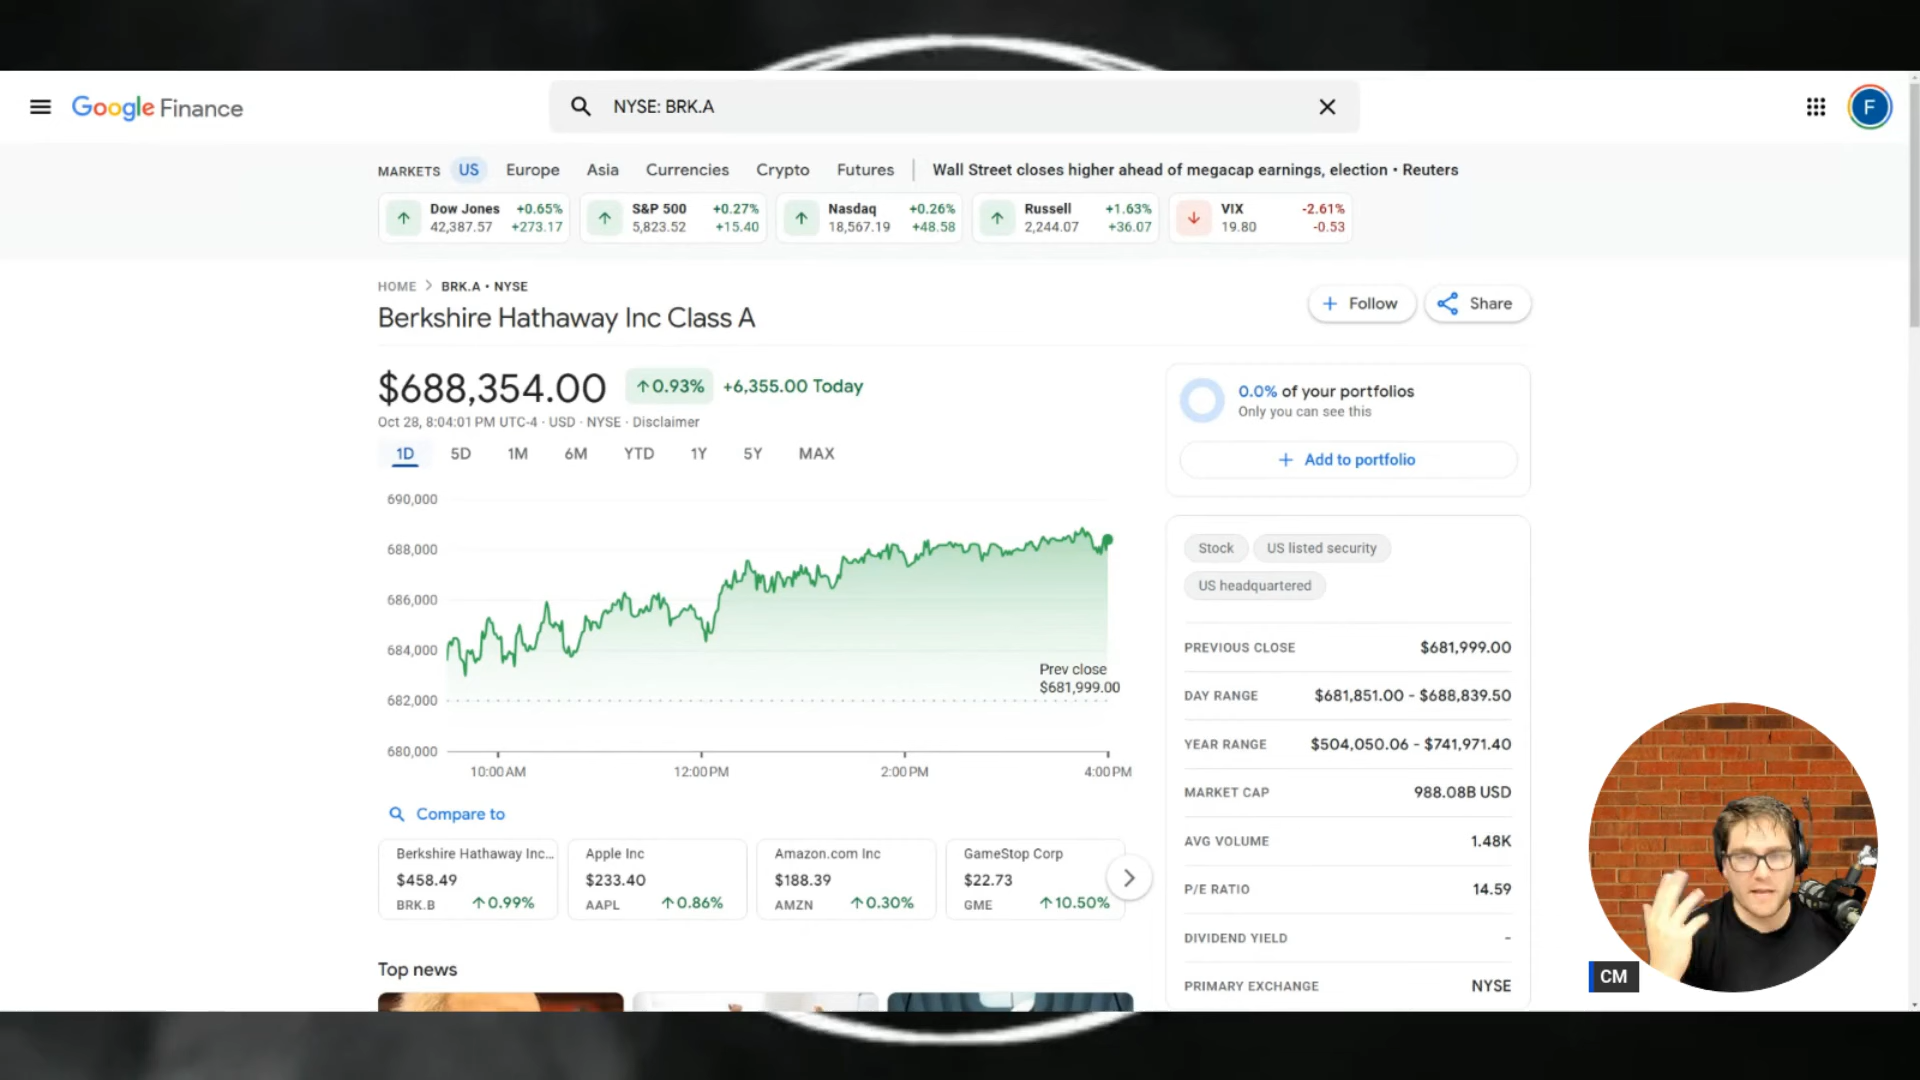 Google Finance
NYSE: BRK.A
F
MARKETS US Europe Asia Currencies Crypto Futures Wall Street closes higher ahead of megacap earnings, election • Reuters
Dow Jones +0.65%
42,387.57 +273.17
S&P 500 +0.27%
5,823.52 +15.40
Nasdaq +0.26%
18,567.19 +48.58
Russell +1.63%
2,244.07 +36.07
VIX -2.61%
19.80 -0.53
HOME > BRK.A • NYSE
Berkshire Hathaway Inc Class A
+ Follow
Share
$688,354.00 ↑0.93% +6,355.00 Today
Oct 28, 8:04:01 PM UTC-4 · USD · NYSE · Disclaimer
1D 5D 1M 6M YTD 1Y 5Y MAX
690,000
688,000
686,000
684,000
682,000
680,000
Prev close
$681,999.00
10:00 AM 12:00 PM 2:00 PM 4:00 PM
Compare to
Berkshire Hathaway Inc...
$458.49
BRK.B ↑0.99%
Apple Inc
$233.40
AAPL ↑0.86%
Amazon.com Inc
$188.39
AMZN ↑0.30%
GameStop Corp
$22.73
GME ↑10.50%
Top news
0.0% of your portfolios
Only you can see this
+ Add to portfolio
Stock US listed security
US headquartered
PREVIOUS CLOSE $681,999.00
DAY RANGE $681,851.00 - $688,839.50
YEAR RANGE $504,050.06 - $741,971.40
MARKET CAP 988.08B USD
AVG VOLUME 1.48K
P/E RATIO 14.59
DIVIDEND YIELD -
PRIMARY EXCHANGE NYSE
CM